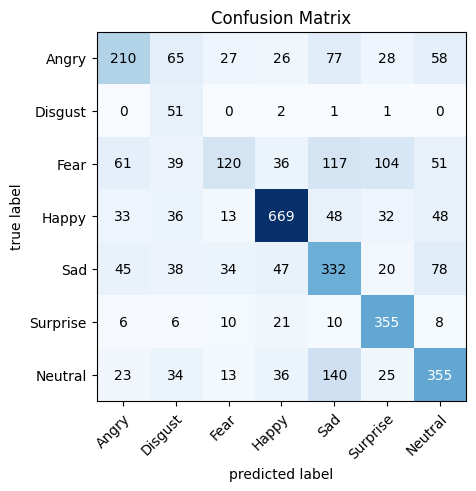 Confusion Matrix
true label
Angry 210 65 27 26 77 28 58
Disgust 0 51 0 2 1 1 0
Fear 61 39 120 36 117 104 51
Happy 33 36 13 669 48 32 48
Sad 45 38 34 47 332 20 78
Surprise 6 6 10 21 10 355 8
Neutral 23 34 13 36 140 25 355
Angry Disgust Fear Happy Sad Surprise Neutral
predicted label